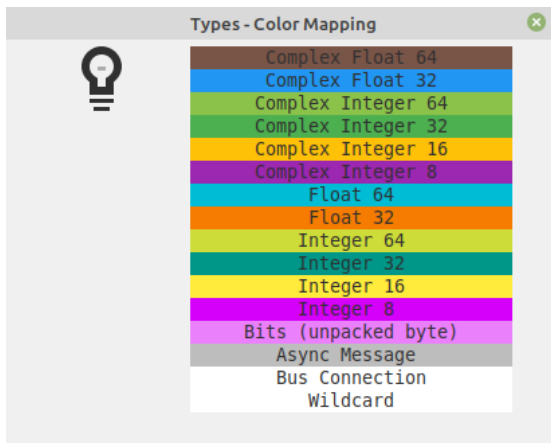 Types - Color Mapping
Complex Float 64
Complex Float 32
Complex Integer 64
Complex Integer 32
Complex Integer 16
Complex Integer 8
Float 64
Float 32
Integer 64
Integer 32
Integer 16
Integer 8
Bits (unpacked byte)
Async Message
Bus Connection
Wildcard